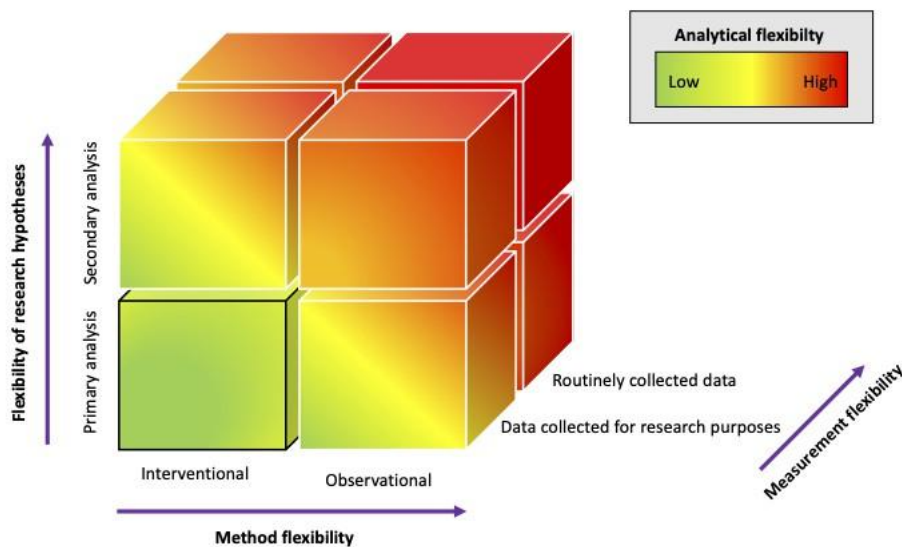 Analytical flexibilty
Low
High
Flexibility of research hypotheses
Secondary analysis
Primary analysis
Routinely collected data
Data collected for research purposes
Measurement flexibility
Interventional
Observational
Method flexibility